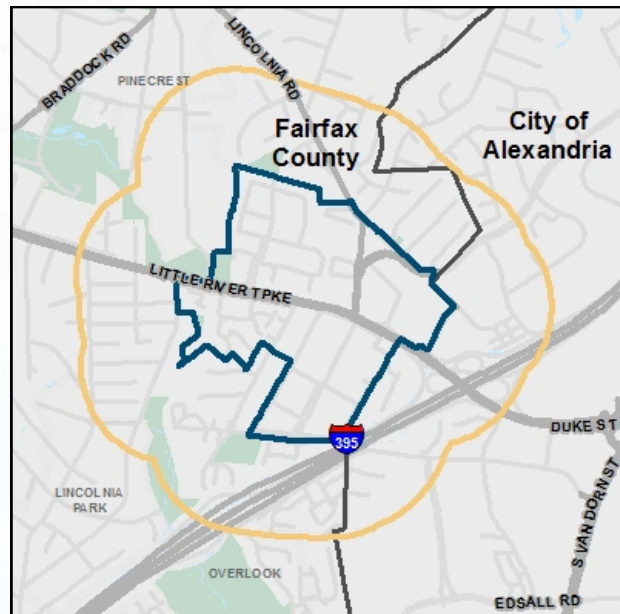 BRADDOCK RD
PINECREST
LINCOLNIA RD
Fairfax
County
City of
Alexandria
LITTLE RIVER TPKE
395
DUKE ST
LINCOLNIA
PARK
S VAN DORN ST
OVERLOOK
EDSALL RD